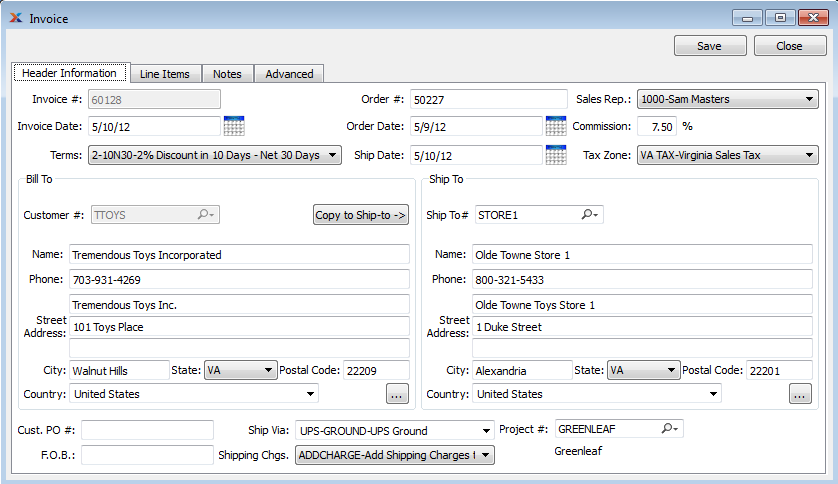 Invoice
Save Close
Header Information Line Items Notes Advanced
Invoice #: 60128 Order #: 50227 Sales Rep.: 1000-Sam Masters
Invoice Date: 5/10/12 Order Date: 5/9/12 Commission: 7.50 %
Terms: 2-10N30-2% Discount in 10 Days - Net 30 Days Ship Date: 5/10/12 Tax Zone: VA TAX-Virginia Sales Tax
Bill To Ship To
Customer #: TTOYS Copy to Ship-to -> Ship To# STORE1
Name: Tremendous Toys Incorporated Name: Olde Towne Store 1
Phone: 703-931-4269 Phone: 800-321-5433
Tremendous Toys Inc. Olde Towne Toys Store 1
Street Address: 101 Toys Place Street Address: 1 Duke Street
City: Walnut Hills State: VA Postal Code: 22209 City: Alexandria State: VA Postal Code: 22201
Country: United States ... Country: United States ...
Cust. PO #: Ship Via: UPS-GROUND-UPS Ground Project #: GREENLEAF
F.O.B.: Shipping Chgs. ADDCHARGE-Add Shipping Charges Greenleaf